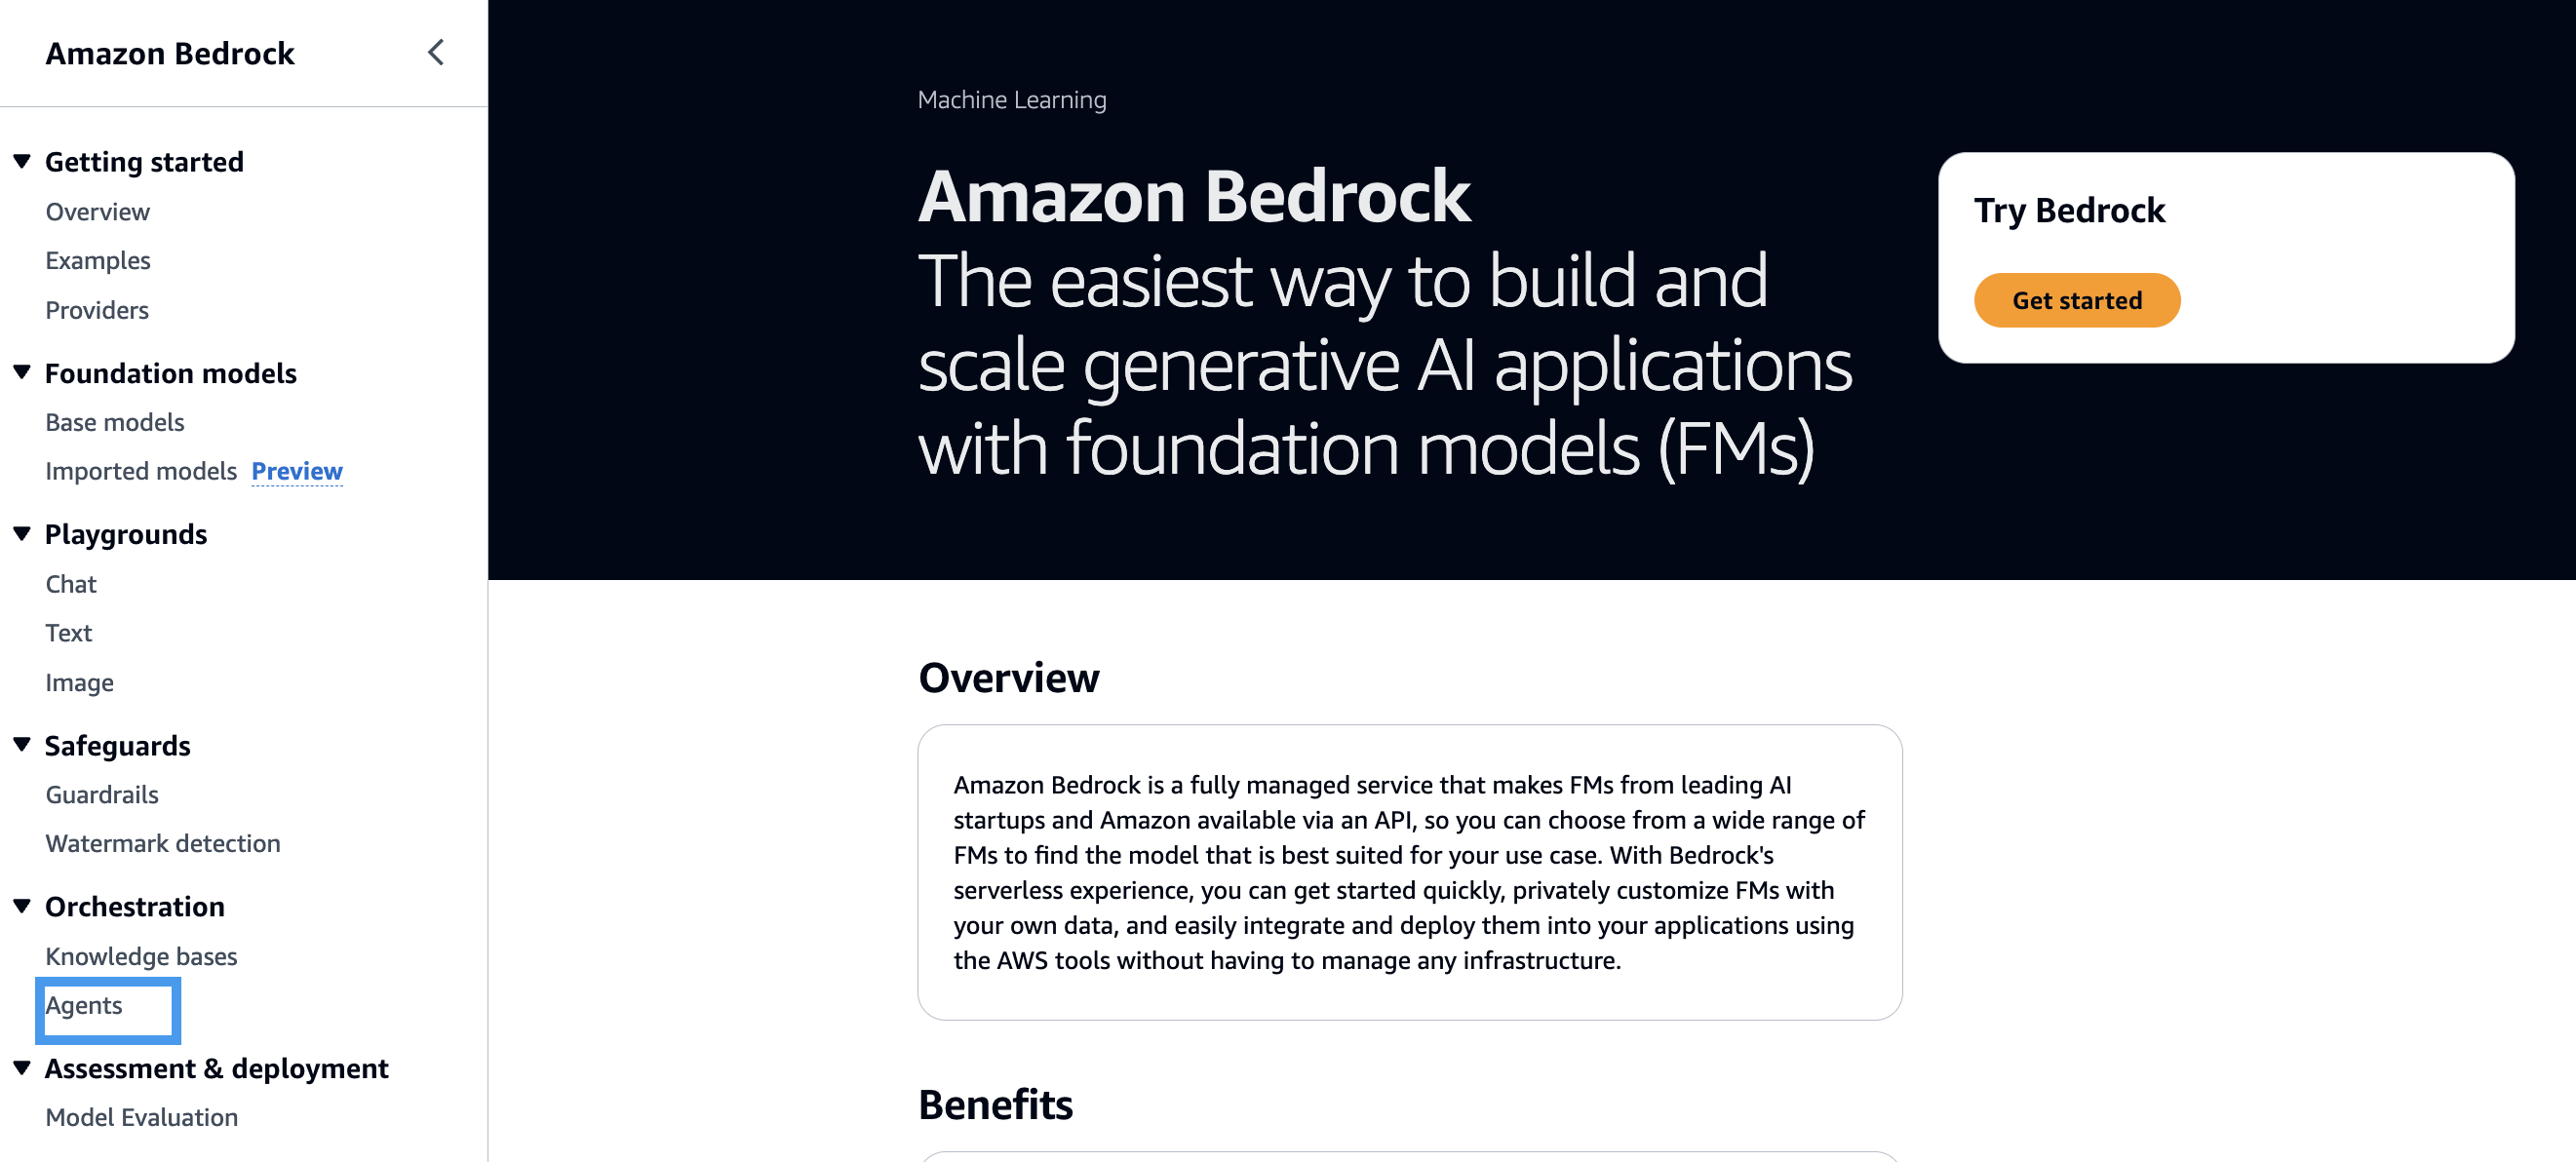 Amazon Bedrock
Getting started
Overview
Examples
Providers
Foundation models
Base models
Imported models Preview
Playgrounds
Chat
Text
Image
Safeguards
Guardrails
Watermark detection
Orchestration
Knowledge bases
Agents
Assessment & deployment
Model Evaluation
Machine Learning
Amazon Bedrock
The easiest way to build and
scale generative AI applications
with foundation models (FMs)
Try Bedrock
Get started
Overview
Amazon Bedrock is a fully managed service that makes FMs from leading AI
startups and Amazon available via an API, so you can choose from a wide range of
FMs to find the model that is best suited for your use case. With Bedrock's
serverless experience, you can get started quickly, privately customize FMs with
your own data, and easily integrate and deploy them into your applications using
the AWS tools without having to manage any infrastructure.
Benefits